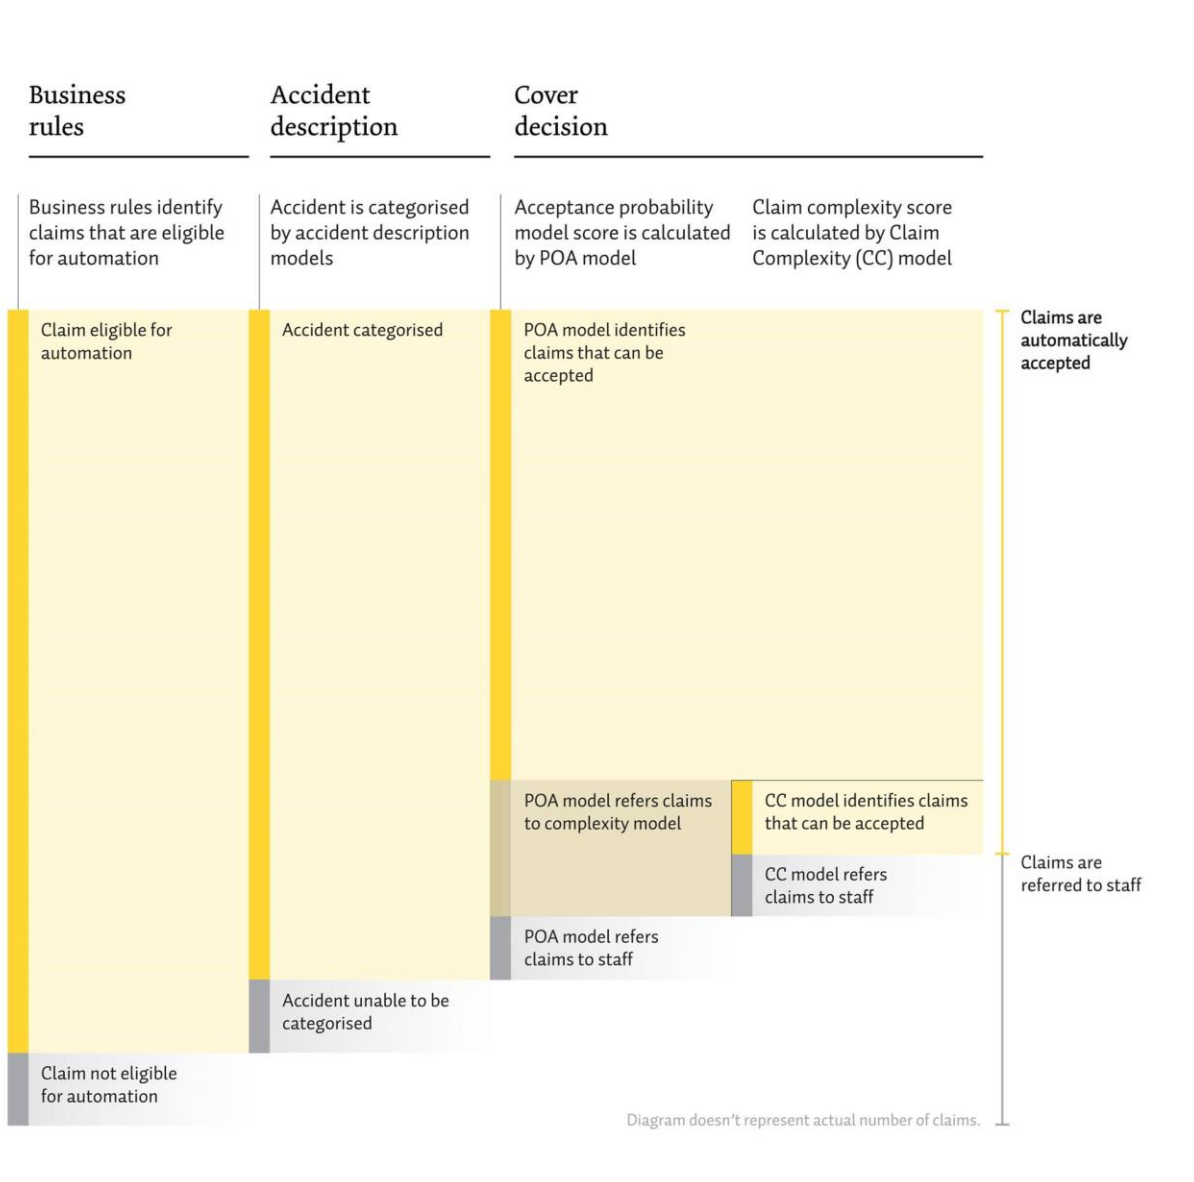 Business
rules
Accident
description
Cover
decision
Business rules identify
claims that are eligible
for automation
Accident is categorised
by accident description
models
Acceptance probability
model score is calculated
by POA model
Claim complexity score
is calculated by Claim
Complexity (CC) model
Claim eligible for
automation
Accident categorised
POA model identifies
claims that can be
accepted
Claims are
automatically
accepted
POA model refers claims
to complexity model
CC model identifies claims
that can be accepted
Claims are
referred to staff
CC model refers
claims to staff
POA model refers
claims to staff
Accident unable to be
categorised
Claim not eligible
for automation
Diagram doesn't represent actual number of claims.